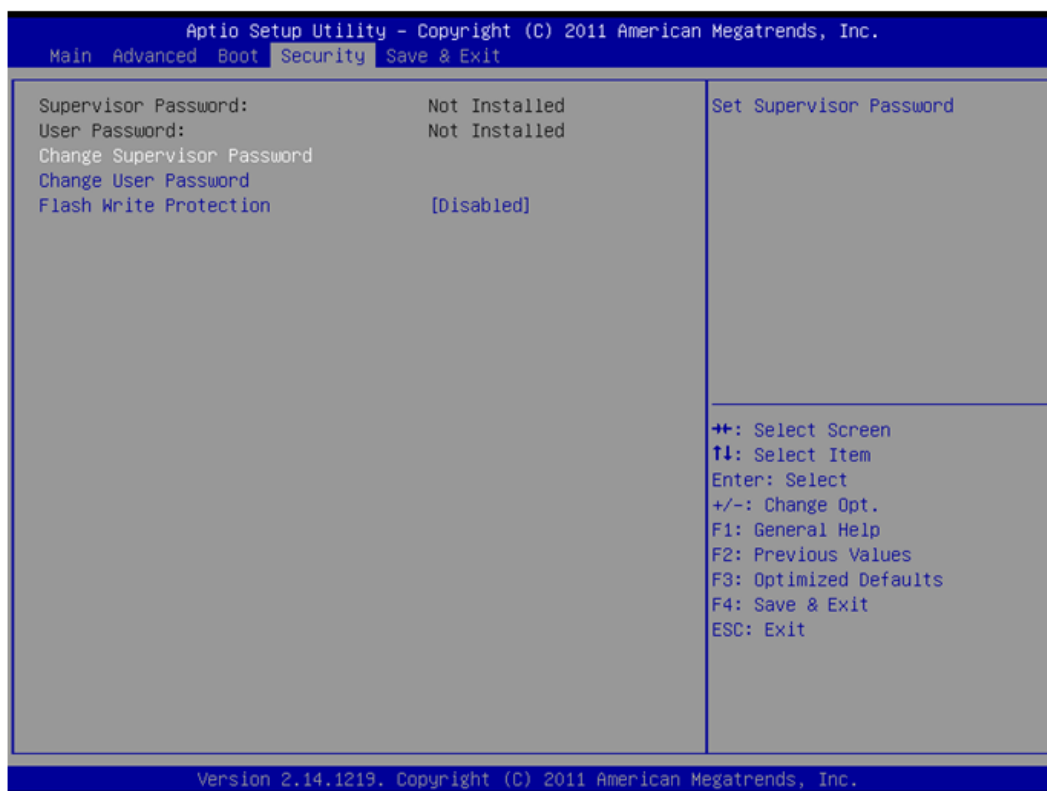 Aptio Setup Utility – Copyright (C) 2011 American Megatrends, Inc.
Main Advanced Boot Security Save & Exit
Supervisor Password: Not Installed
User Password: Not Installed
Change Supervisor Password
Change User Password
Flash Write Protection [Disabled]
Set Supervisor Password
→←: Select Screen
↑↓: Select Item
Enter: Select
+/-: Change Opt.
F1: General Help
F2: Previous Values
F3: Optimized Defaults
F4: Save & Exit
ESC: Exit
Version 2.14.1219. Copyright (C) 2011 American Megatrends, Inc.